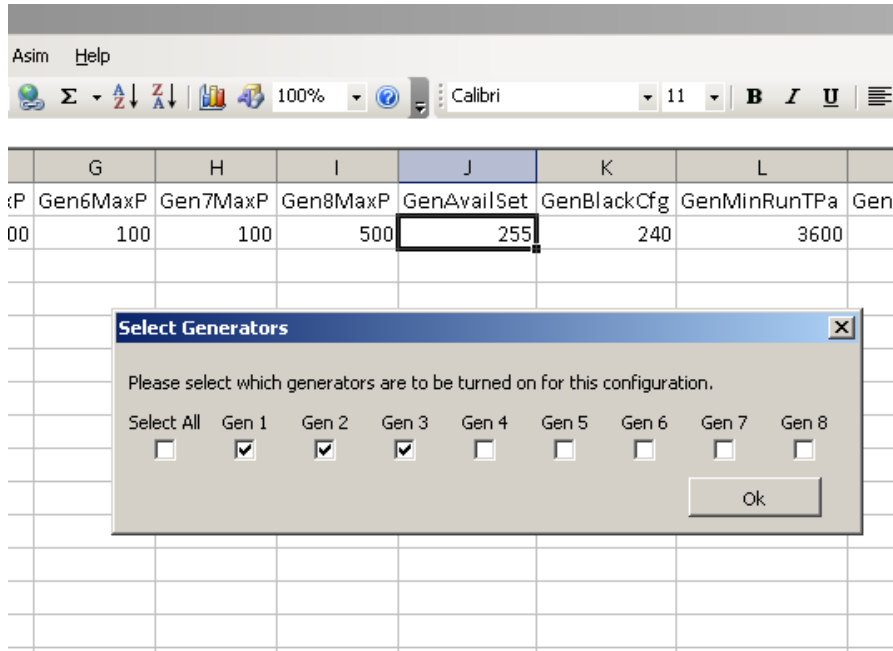 Asim Help
Σ A Z Z A 100% ? Calibri 11 B I U
G H I J K L
xP Gen6MaxP Gen7MaxP Gen8MaxP GenAvailSet GenBlackCfg GenMinRunTPa Gen
00 100 100 500 255 240 3600
Select Generators
Please select which generators are to be turned on for this configuration.
Select All Gen 1 Gen 2 Gen 3 Gen 4 Gen 5 Gen 6 Gen 7 Gen 8
Ok